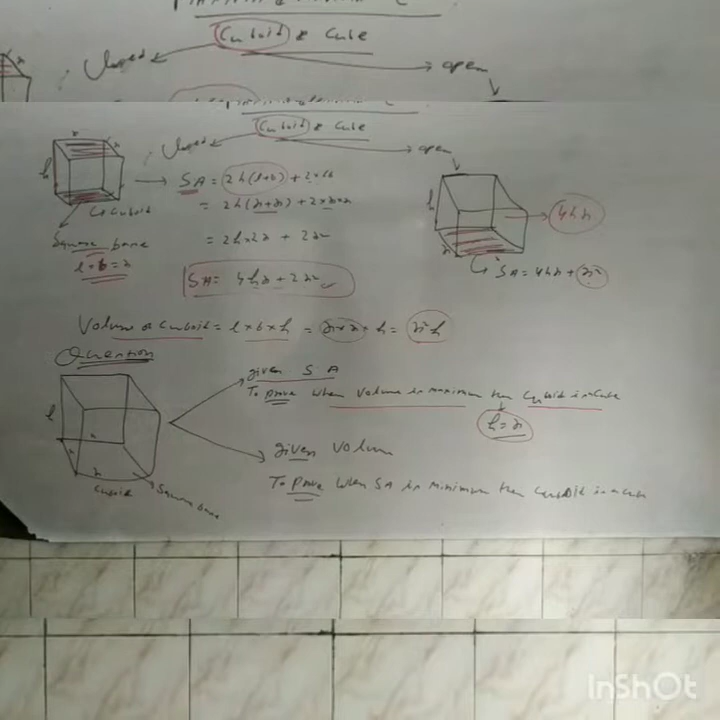 Cuboid & Cube
closed
open
Cuboid & Cube
closed
open
x
x
h
SA = 2h(l+b) + 2×lb
= 2h(x+x) + 2×x×x
= 2h×2x + 2x²
SA = 4hx + 2x²
Cuboid
Square base
l=b=x
h
x
4hx
SA = 4hx + x²
Volume of Cuboid = l×b×h = x×x×h = x²h
Question
given SA
To prove when Volume is maximum then Cuboid is a Cube
h=x
given Volume
To prove when SA is minimum then Cuboid is a cube
x
x
Cuboid
Square base
InShOt